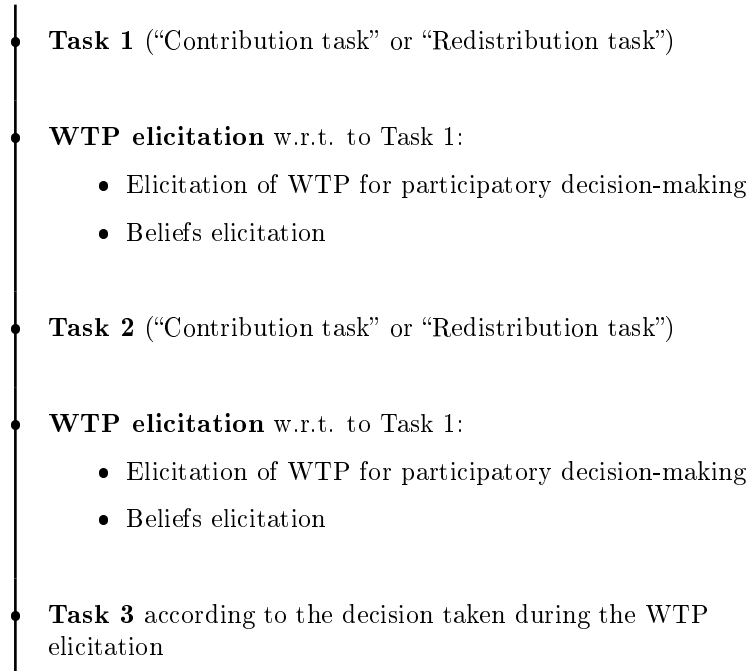 Task 1 (“Contribution task” or “Redistribution task”)
WTP elicitation w.r.t. to Task 1:
• Elicitation of WTP for participatory decision-making
• Beliefs elicitation
Task 2 (“Contribution task” or “Redistribution task”)
WTP elicitation w.r.t. to Task 1:
• Elicitation of WTP for participatory decision-making
• Beliefs elicitation
Task 3 according to the decision taken during the WTP
elicitation